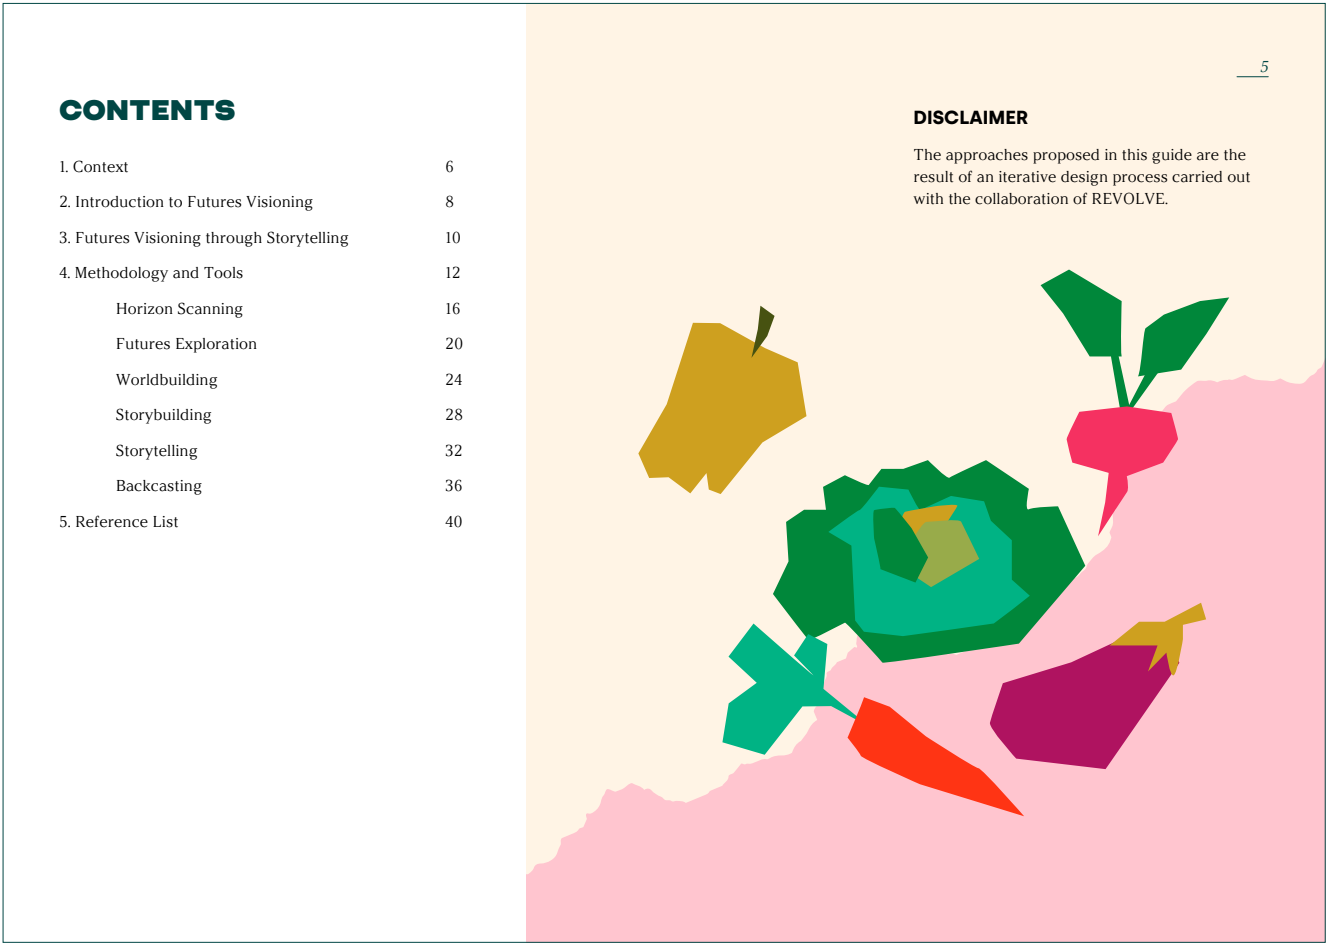 CONTENTS
1. Context 6
2. Introduction to Futures Visioning 8
3. Futures Visioning through Storytelling 10
4. Methodology and Tools 12
Horizon Scanning 16
Futures Exploration 20
Worldbuilding 24
Storybuilding 28
Storytelling 32
Backcasting 36
5. Reference List 40
5
DISCLAIMER
The approaches proposed in this guide are the
result of an iterative design process carried out
with the collaboration of REVOLVE.